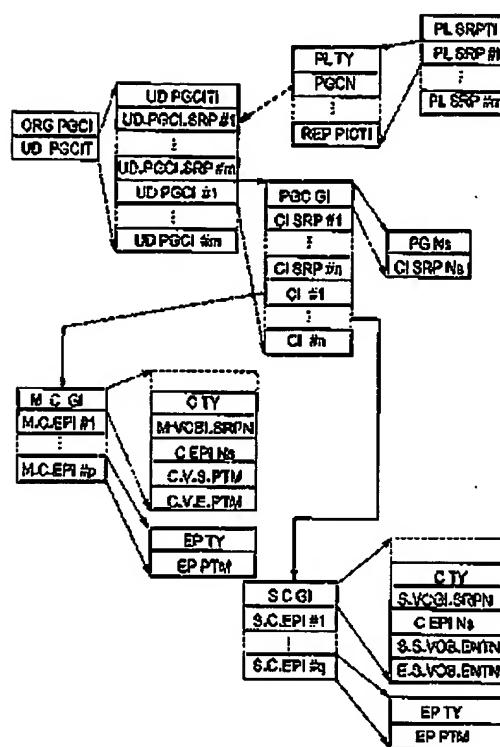 PL SRPTI
PL SRP #1
⋮
PL SRP #n
PL TY
PGCN
⋮
REP PICTI
ORG PGCI
UD PGCIT
UD PGCITI
UD.PGCI.SRP #1
⋮
UD.PGCI.SRP #m
UD PGCI #1
⋮
UD PGCI #m
PGC GI
CI SRP #1
⋮
CI SRP #n
CI #1
⋮
CI #n
PG Ns
CI SRP Ns
M C GI
M.C.EPI #1
⋮
M.C.EPI #p
C TY
M.VOBI.SRPN
C EPI Ns
C.V.S.PTM
C.V.E.PTM
EP TY
EP PTM
S C GI
S.C.EPI #1
⋮
S.C.EPI #q
C TY
S.VOGI.SRPN
C EPI Ns
S.S.VOB.ENTN
E.S.VOB.ENTN
EP TY
EP PTM